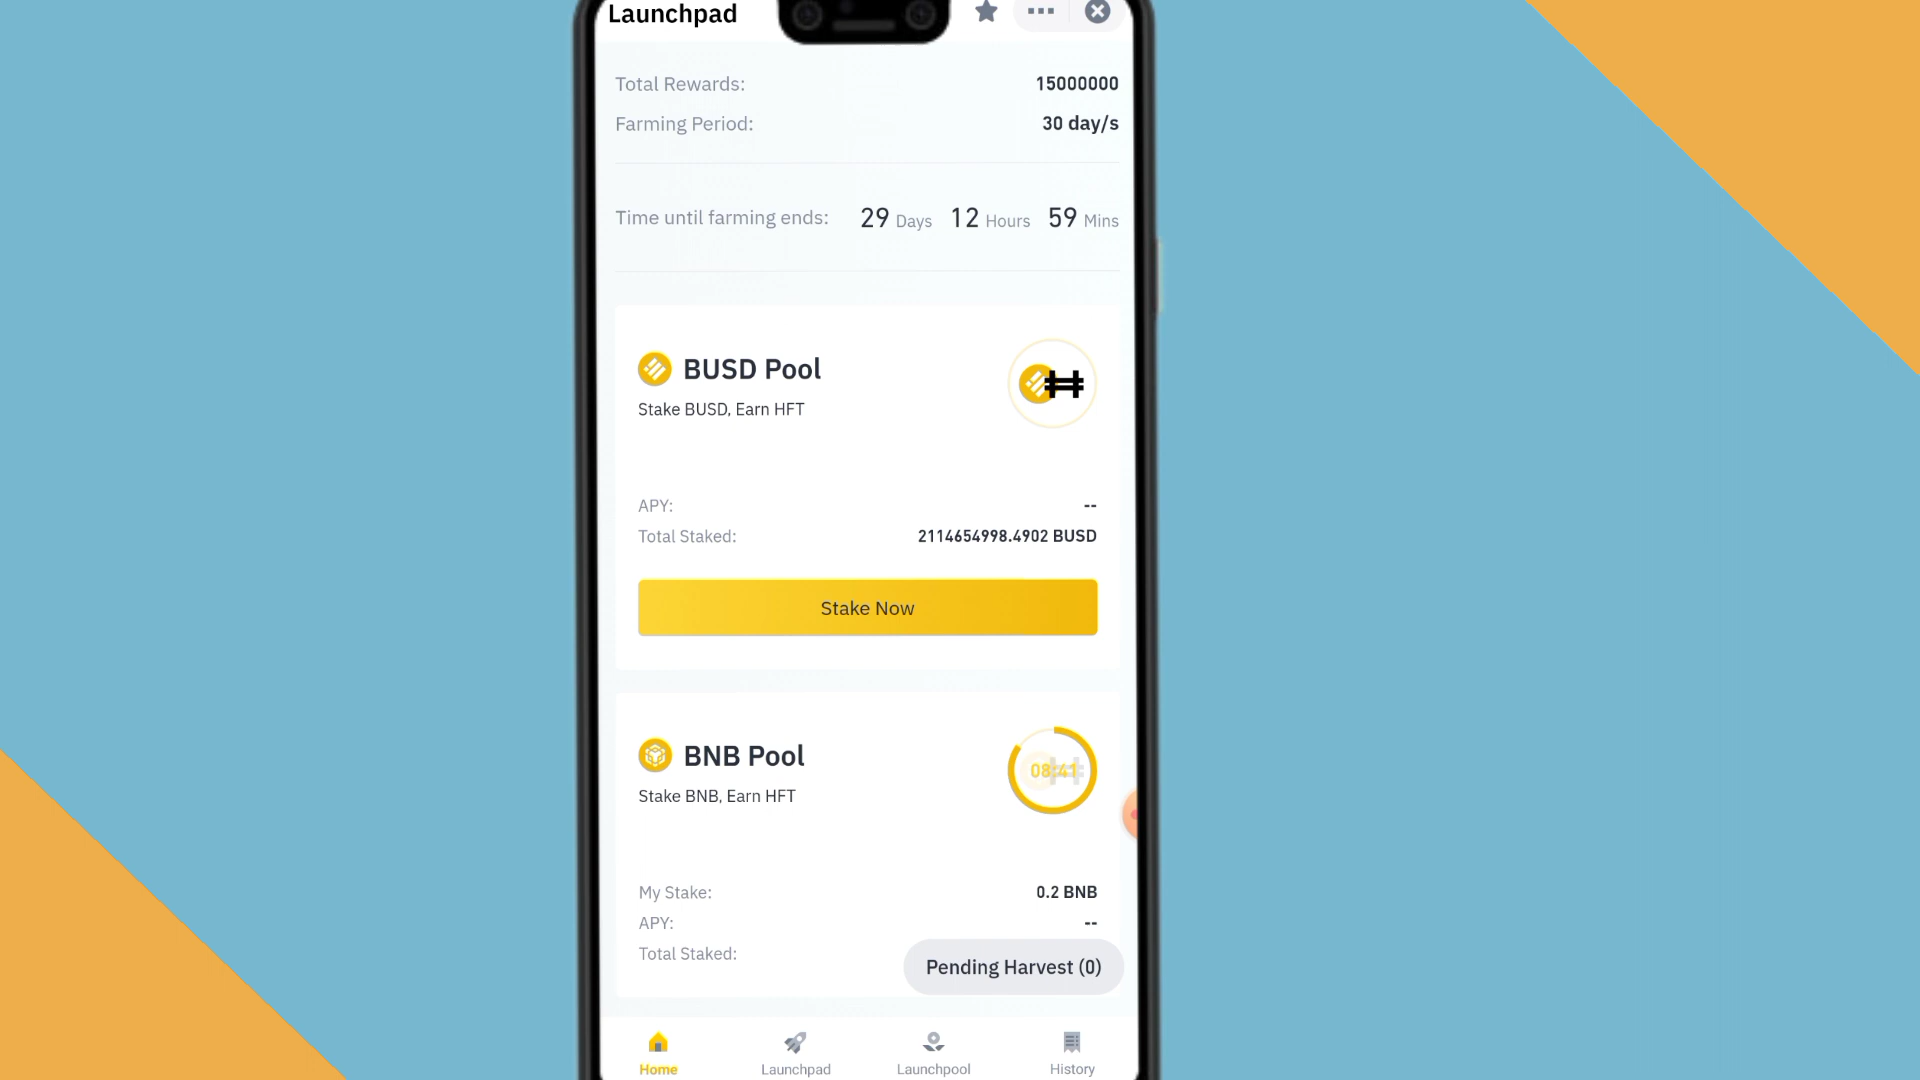 Launchpad
Total Rewards: 15000000
Farming Period: 30 day/s
Time until farming ends: 29 Days 12 Hours 59 Mins
BUSD Pool
Stake BUSD, Earn HFT
APY: --
Total Staked: 2114654998.4902 BUSD
Stake Now
BNB Pool
08:41
Stake BNB, Earn HFT
My Stake: 0.2 BNB
APY: --
Total Staked:
Pending Harvest (0)
Home Launchpad Launchpool History